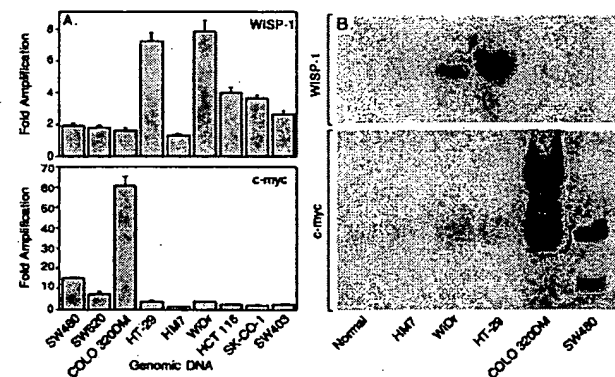 A.
WISP-1
Fold Amplification
8
6
4
2
0
c-myc
Fold Amplification
70
60
50
40
30
20
10
0
SW480
SW620
COLO 320DM
HT-29
HM7
WiDr
HCT 116
SK-CO-1
SW403
Genomic DNA
B.
WISP-1
c-myc
Normal
HM7
WiDr
HT-29
COLO 320DM
SW480